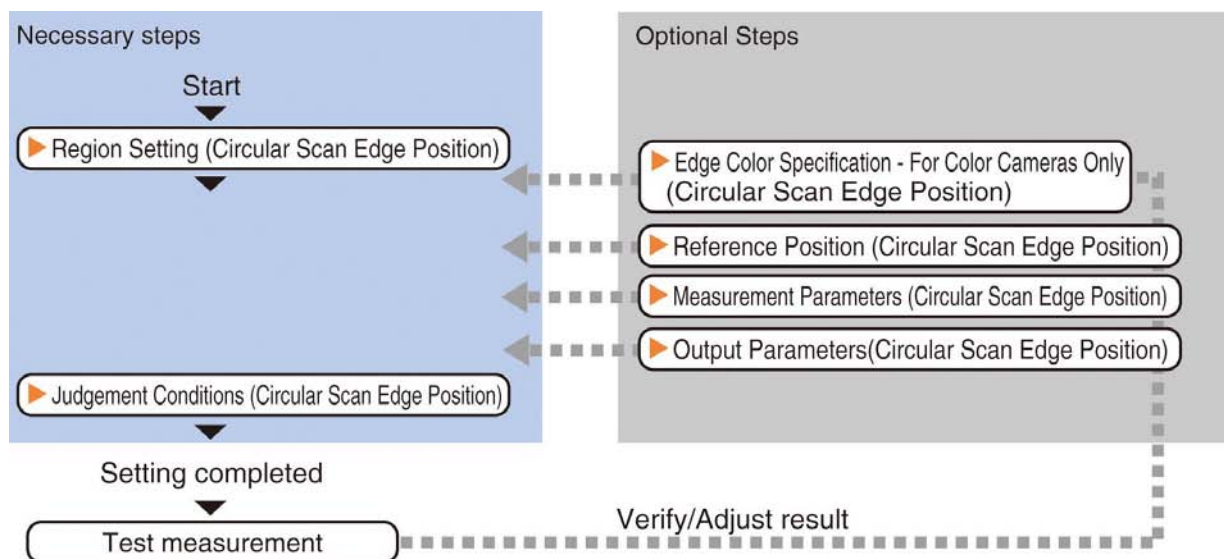 Necessary steps
Start
Region Setting (Circular Scan Edge Position)
Judgement Conditions (Circular Scan Edge Position)
Setting completed
Test measurement
Optional Steps
Edge Color Specification - For Color Cameras Only
(Circular Scan Edge Position)
Reference Position (Circular Scan Edge Position)
Measurement Parameters (Circular Scan Edge Position)
Output Parameters(Circular Scan Edge Position)
Verify/Adjust result